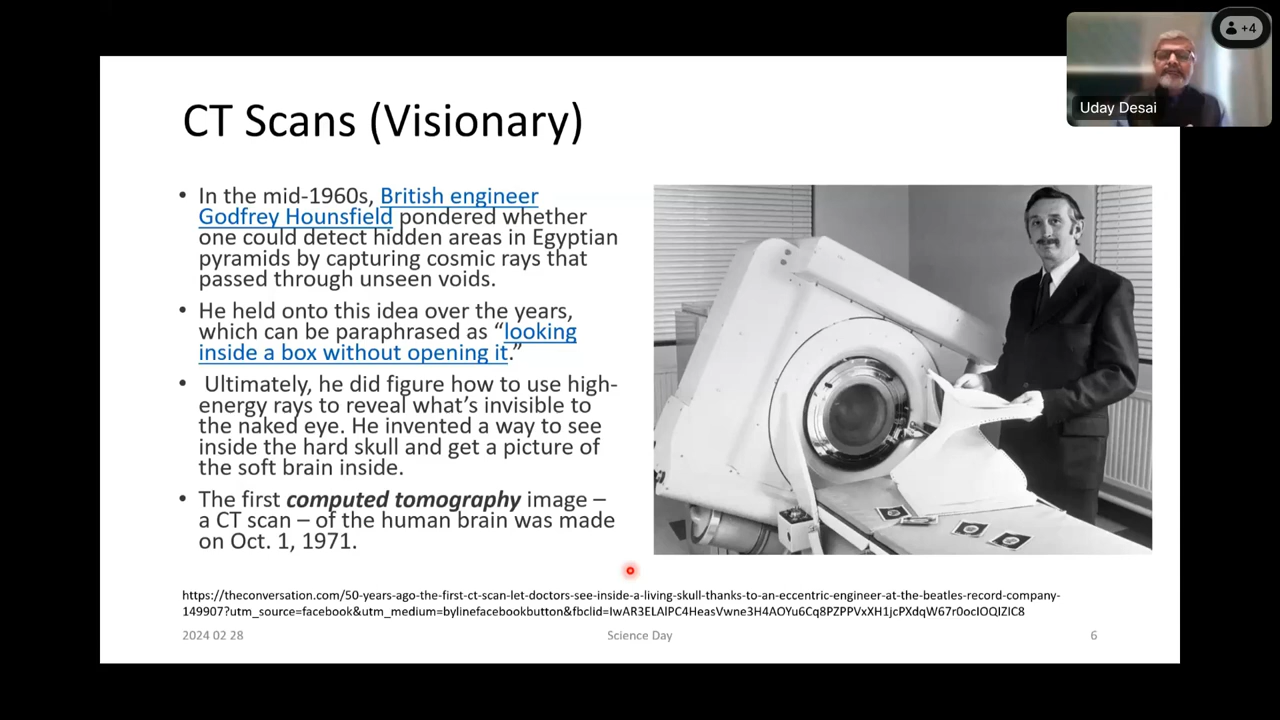 +4
Uday Desai
CT Scans (Visionary)
• In the mid-1960s, British engineer
Godfrey Hounsfield pondered whether
one could detect hidden areas in Egyptian
pyramids by capturing cosmic rays that
passed through unseen voids.
• He held onto this idea over the years,
which can be paraphrased as “looking
inside a box without opening it.”
• Ultimately, he did figure how to use high-
energy rays to reveal what’s invisible to
the naked eye. He invented a way to see
inside the hard skull and get a picture of
the soft brain inside.
• The first computed tomography image –
a CT scan – of the human brain was made
on Oct. 1, 1971.
https://theconversation.com/50-years-ago-the-first-ct-scan-let-doctors-see-inside-a-living-skull-thanks-to-an-eccentric-engineer-at-the-beatles-record-company-
149907?utm_source=facebook&utm_medium=bylinefacebookbutton&fbclid=IwAR3ELAlPC4HeasVwne3H4AOYu6Cq8PZPPVxXH1jcPXdqW67r0ocIOQIZIC8
2024 02 28
Science Day
6